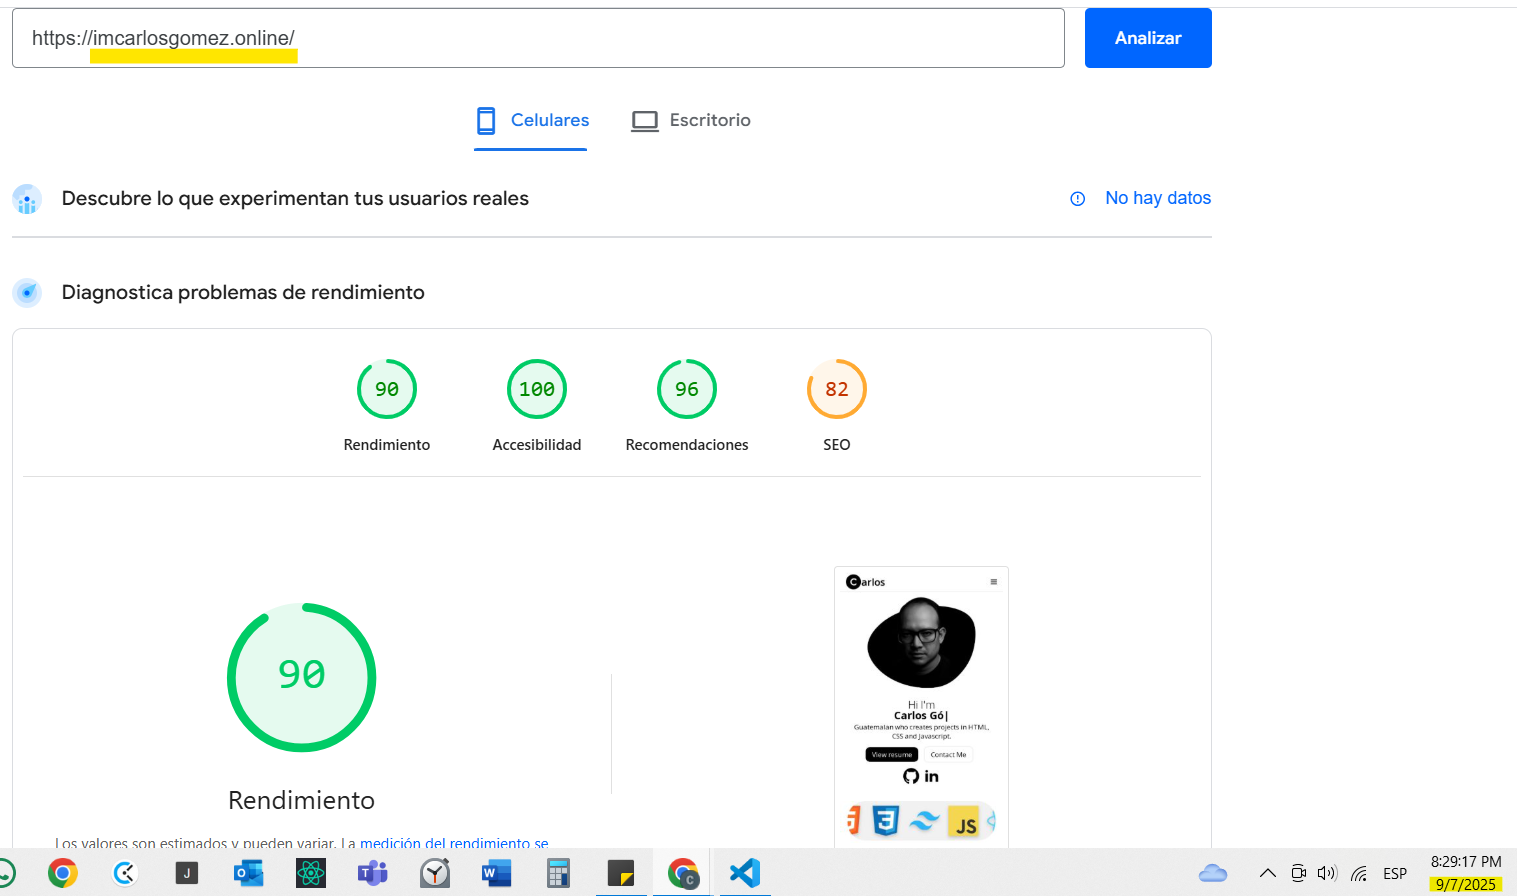 https://imcarlosgomez.online/
Analizar
Celulares
Escritorio
Descubre lo que experimentan tus usuarios reales
No hay datos
Diagnostica problemas de rendimiento
90
100
96
82
Rendimiento
Accesibilidad
Recomendaciones
SEO
90
Rendimiento
Los valores son estimados y pueden variar. La medición del rendimiento se
Carlos
Hi I'm
Carlos Gó|
Guatematan who creates projects in HTML,
CSS and Javascript.
View resume
Contact Me
in
JS
J
T
W
C
ESP
8:29:17 PM
9/7/2025